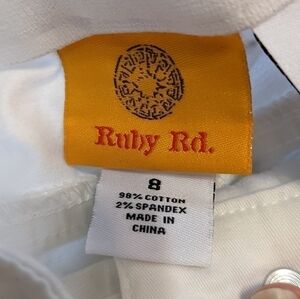 Ruby Rd.
8
98% COTTON
2% SPANDEX
MADE IN
CHINA